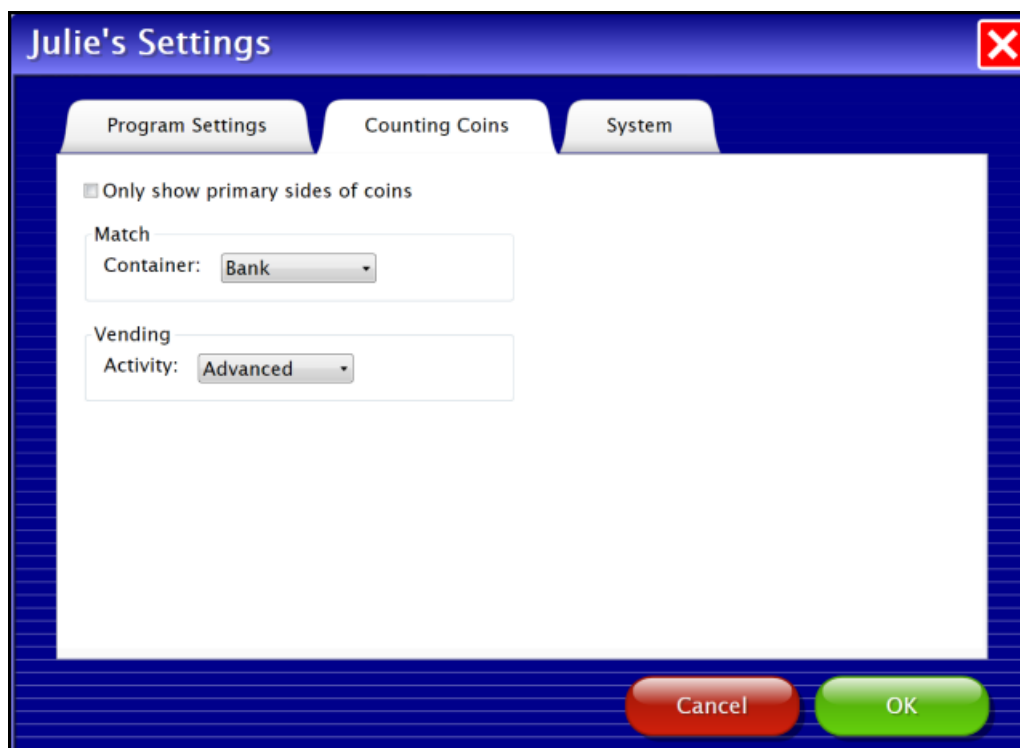 Julie's Settings
Program Settings Counting Coins System
Only show primary sides of coins
Match
Container: Bank
Vending
Activity: Advanced
Cancel OK